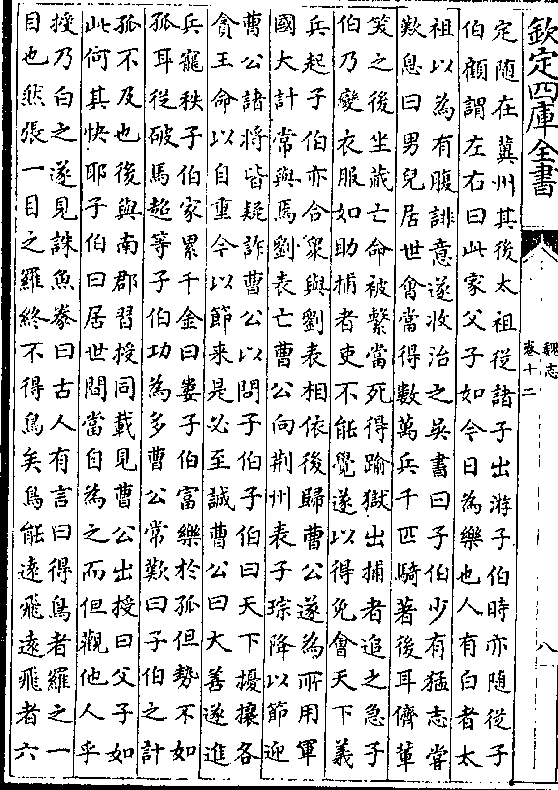 欽定四庫全書
魏志
卷十二
八
定隨在冀州其後太祖從諸子出游子伯時亦隨從子
伯顧謂左右曰此家父子如今日為樂也人有白者太
祖以為有腹誹意遂收治之吳書曰子伯少有猛志嘗
歎息曰男兒居世會當得數萬兵千匹騎著後耳儕輩
笑之後坐藏亡命被繫當死得踰獄出捕者追之急子
伯乃變衣服如助捕者吏不能覺遂以得免會天下義
兵起子伯亦合衆與劉表相依後歸曹公遂為所用軍
國大計常與焉劉表亡曹公向荆州表子琮降以節迎
曹公諸將皆疑詐曹公以問子伯子伯曰天下擾攘各
貪王命以自重今以節来是必至誠曹公曰大善遂進
兵寵秩子伯家累千金曰婁子伯富樂於孤但勢不如
孤耳從破馬超等子伯功為多曹公常歎曰子伯之計
孤不及也後與南郡習授同載見曹公出授曰父子如
此何其快耶子伯曰居世間當自為之而但觀他人乎
授乃白之遂見誅魚豢曰古人有言曰得鳥者羅之一
目也然張一目之羅終不得鳥矣鳥能逺飛逺飛者六